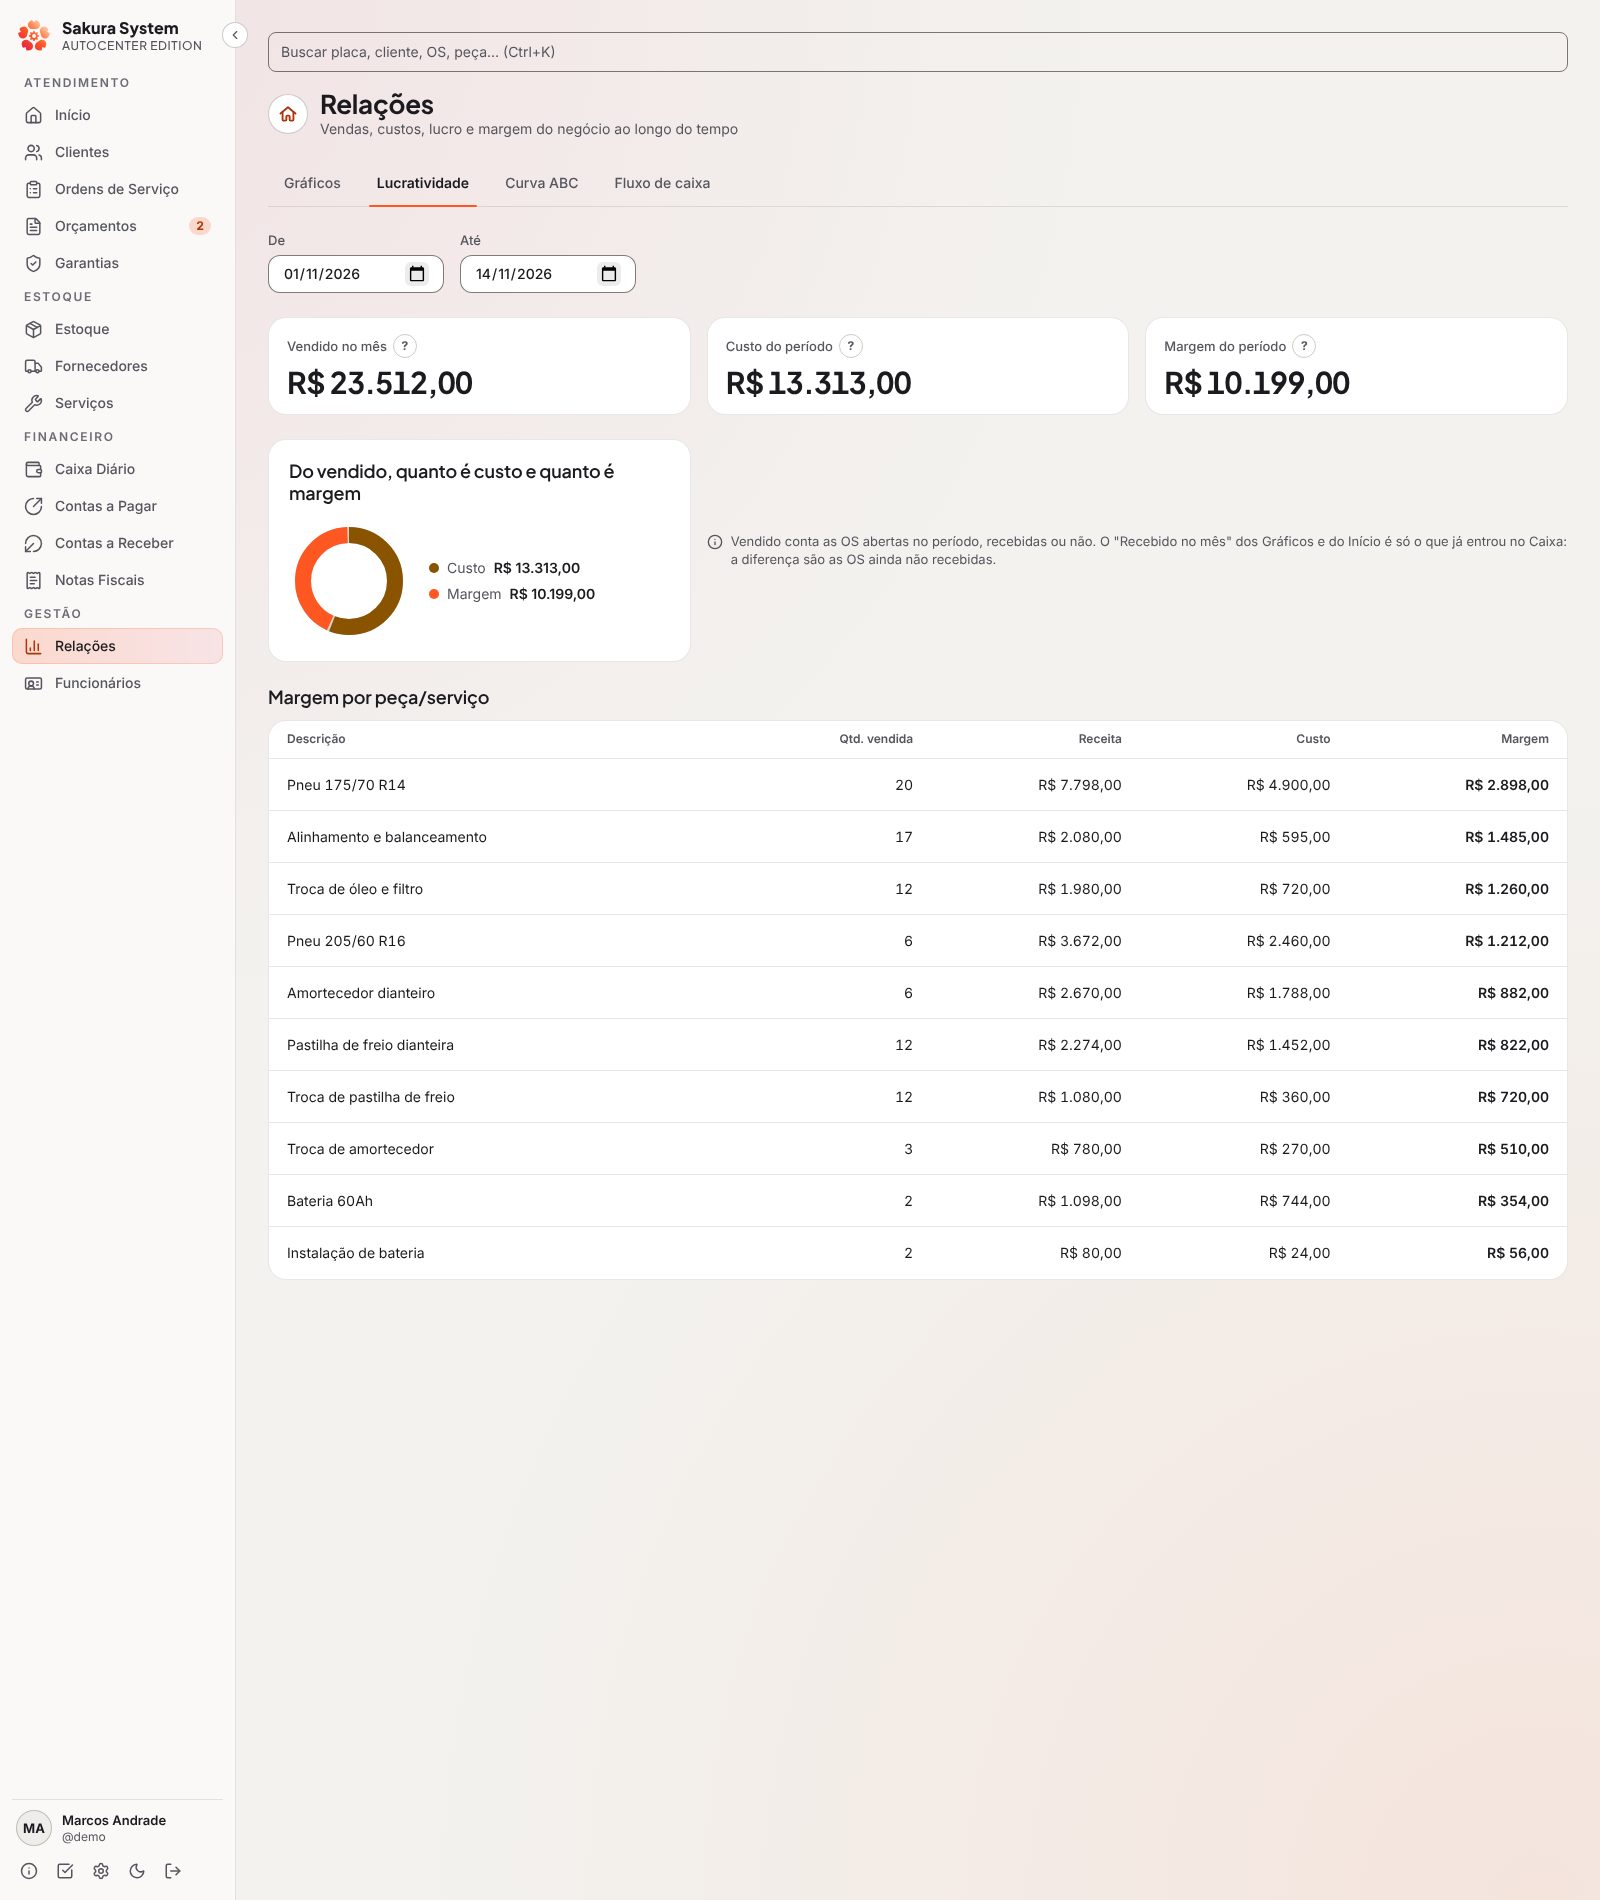 Sakura System
AUTOCENTER EDITION
ATENDIMENTO
Início
Clientes
Ordens de Serviço
Orçamentos 2
Garantias
ESTOQUE
Estoque
Fornecedores
Serviços
FINANCEIRO
Caixa Diário
Contas a Pagar
Contas a Receber
Notas Fiscais
GESTÃO
Relações
Funcionários
MA
Marcos Andrade
@demo
Buscar placa, cliente, OS, peça... (Ctrl+K)
Relações
Vendas, custos, lucro e margem do negócio ao longo do tempo
Gráficos Lucratividade Curva ABC Fluxo de caixa
De Até
01/11/2026 14/11/2026
Vendido no mês ? Custo do período ? Margem do período ?
R$ 23.512,00 R$ 13.313,00 R$ 10.199,00
Do vendido, quanto é custo e quanto é
margem
Custo R$ 13.313,00
Margem R$ 10.199,00
Vendido conta as OS abertas no período, recebidas ou não. O "Recebido no mês" dos Gráficos e do Início é só o que já entrou no Caixa:
a diferença são as OS ainda não recebidas.
Margem por peça/serviço
Descrição Qtd. vendida Receita Custo Margem
Pneu 175/70 R14 20 R$ 7.798,00 R$ 4.900,00 R$ 2.898,00
Alinhamento e balanceamento 17 R$ 2.080,00 R$ 595,00 R$ 1.485,00
Troca de óleo e filtro 12 R$ 1.980,00 R$ 720,00 R$ 1.260,00
Pneu 205/60 R16 6 R$ 3.672,00 R$ 2.460,00 R$ 1.212,00
Amortecedor dianteiro 6 R$ 2.670,00 R$ 1.788,00 R$ 882,00
Pastilha de freio dianteira 12 R$ 2.274,00 R$ 1.452,00 R$ 822,00
Troca de pastilha de freio 12 R$ 1.080,00 R$ 360,00 R$ 720,00
Troca de amortecedor 3 R$ 780,00 R$ 270,00 R$ 510,00
Bateria 60Ah 2 R$ 1.098,00 R$ 744,00 R$ 354,00
Instalação de bateria 2 R$ 80,00 R$ 24,00 R$ 56,00